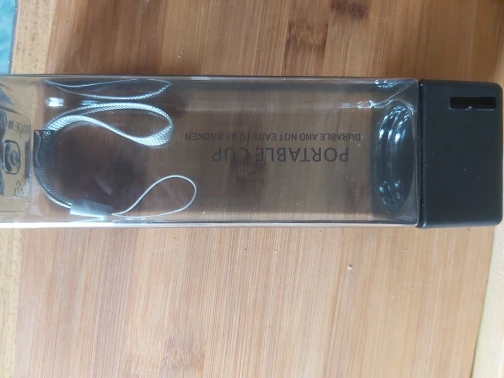 PORTABLE CUP
DURABLE AND NOT EASY TO BE BROKEN